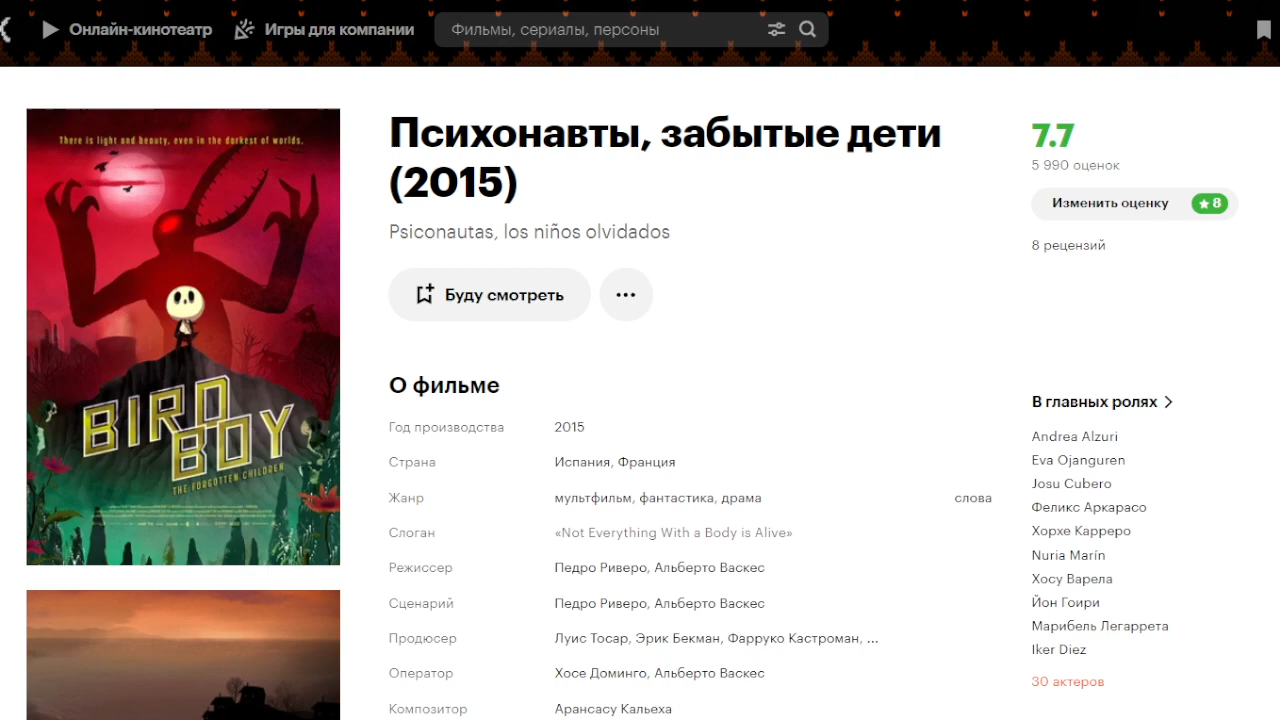 Онлайн-кинотеатр
Игры для компании
Фильмы, сериалы, персоны
There is light and beauty, even in the darkest of worlds.
BIRD
BOY
THE FORGOTTEN CHILDREN
Психонавты, забытые дети
(2015)
Psiconautas, los niños olvidados
Буду смотреть
О фильме
Год производства 2015
Страна Испания, Франция
Жанр мультфильм, фантастика, драма слова
Слоган «Not Everything With a Body is Alive»
Режиссер Педро Риверо, Альберто Васкес
Сценарий Педро Риверо, Альберто Васкес
Продюсер Луис Тосар, Эрик Бекман, Фарруко Кастроман, ...
Оператор Хосе Доминго, Альберто Васкес
Композитор Арансасу Кальеха
7.7
5 990 оценок
Изменить оценку 8
8 рецензий
В главных ролях
Andrea Alzuri
Eva Ojanguren
Josu Cubero
Феликс Аркарасо
Хорхе Карреро
Nuria Marín
Хосу Варела
Йон Гоири
Марибель Легаррета
Iker Diez
30 актеров